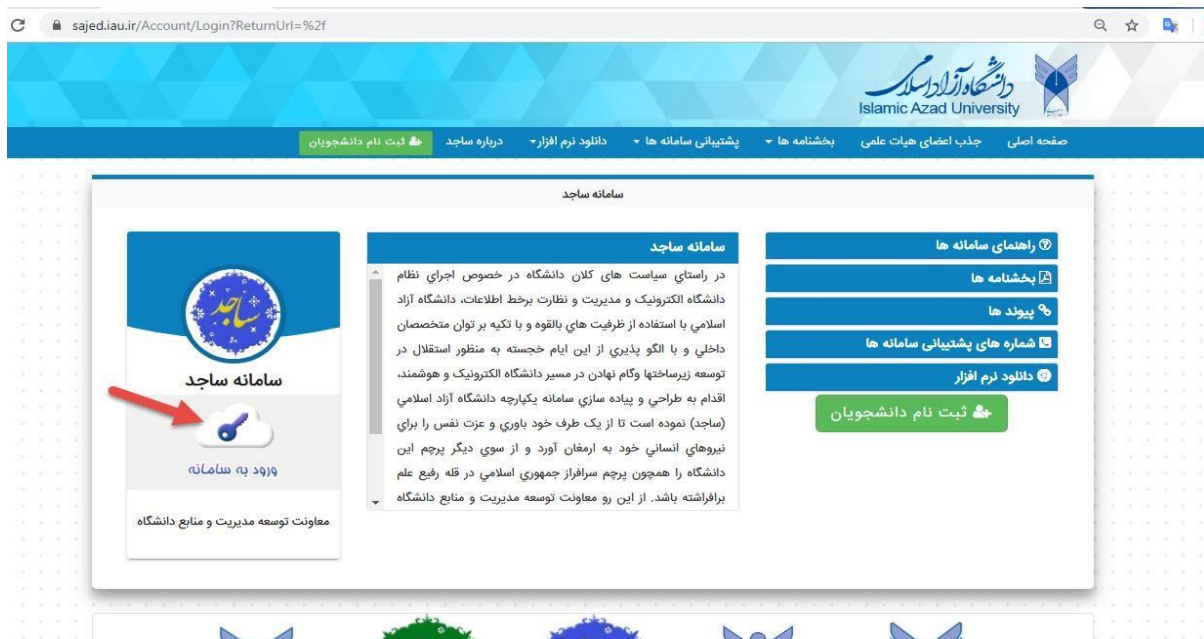 sajed.iau.ir/Account/Login?ReturnUrl=%2f
دانشگاه آزاد اسلامی
Islamic Azad University
صفحه اصلی
جذب اعضای هیات علمی
بخشنامه ها
پشتیبانی سامانه ها
دانلود نرم افزار
درباره ساجد
ثبت نام دانشجویان
سامانه ساجد
راهنمای سامانه ها
بخشنامه ها
پیوند ها
شماره های پشتیبانی سامانه ها
دانلود نرم افزار
ثبت نام دانشجویان
سامانه ساجد
در راستاي سياست هاي کلان دانشگاه در خصوص اجراي نظام
دانشگاه الکترونيک و مديريت و نظارت برخط اطلاعات، دانشگاه آزاد
اسلامي با استفاده از ظرفيت هاي بالقوه و با تکيه بر توان متخصصان
داخلي و با الگو پذيري از اين ايام خجسته به منظور استقلال در
توسعه زيرساختها وگام نهادن در مسير دانشگاه الکترونيک و هوشمند،
اقدام به طراحي و پياده سازي سامانه يکپارچه دانشگاه آزاد اسلامي
(ساجد) نموده است تا از يک طرف خود باوري و عزت نفس را براي
نيروهاي انساني خود به ارمغان آورد و از سوي ديگر پرچم اين
دانشگاه را همچون پرچم سرافراز جمهوري اسلامي در قله رفيع علم
برافراشته باشد. از اين رو معاونت توسعه مديريت و منابع دانشگاه
ساجد
سامانه ساجد
ورود به سامانه
معاونت توسعه مدیریت و منابع دانشگاه